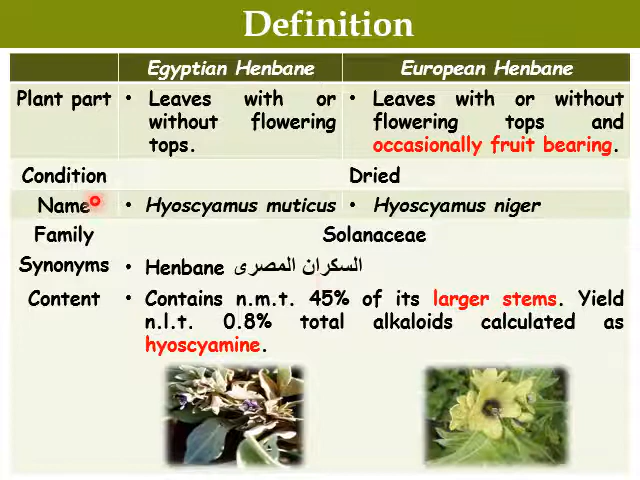 Definition
Egyptian Henbane European Henbane
Plant part • Leaves with or without flowering tops. • Leaves with or without flowering tops and occasionally fruit bearing.
Condition Dried
Name • Hyoscyamus muticus • Hyoscyamus niger
Family Solanaceae
Synonyms • Henbane السكران المصرى
Content • Contains n.m.t. 45% of its larger stems. Yield
n.l.t. 0.8% total alkaloids calculated as
hyoscyamine.